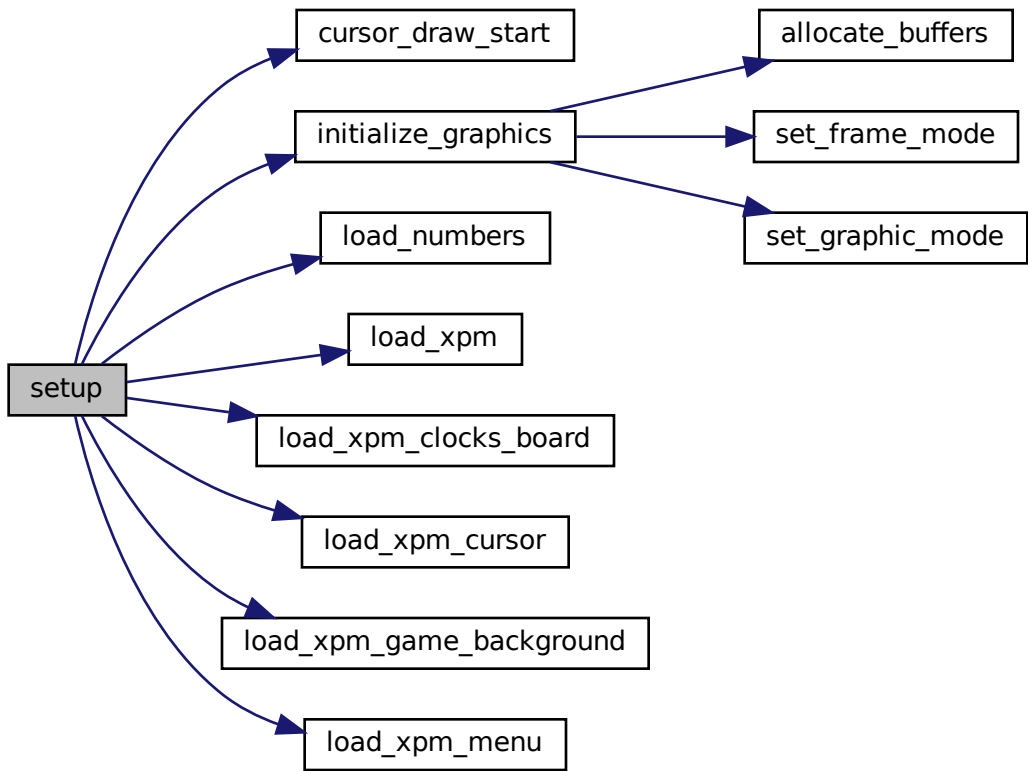 cursor_draw_start
allocate_buffers
initialize_graphics
set_frame_mode
load_numbers
set_graphic_mode
load_xpm
setup
load_xpm_clocks_board
load_xpm_cursor
load_xpm_game_background
load_xpm_menu